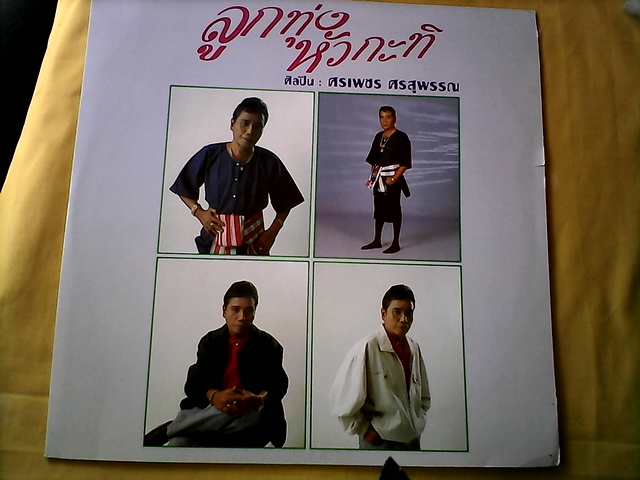 ลูกทุ่ง
หัวกะทิ
ศิลปิน : ศรเพชร ศรสุพรรณ